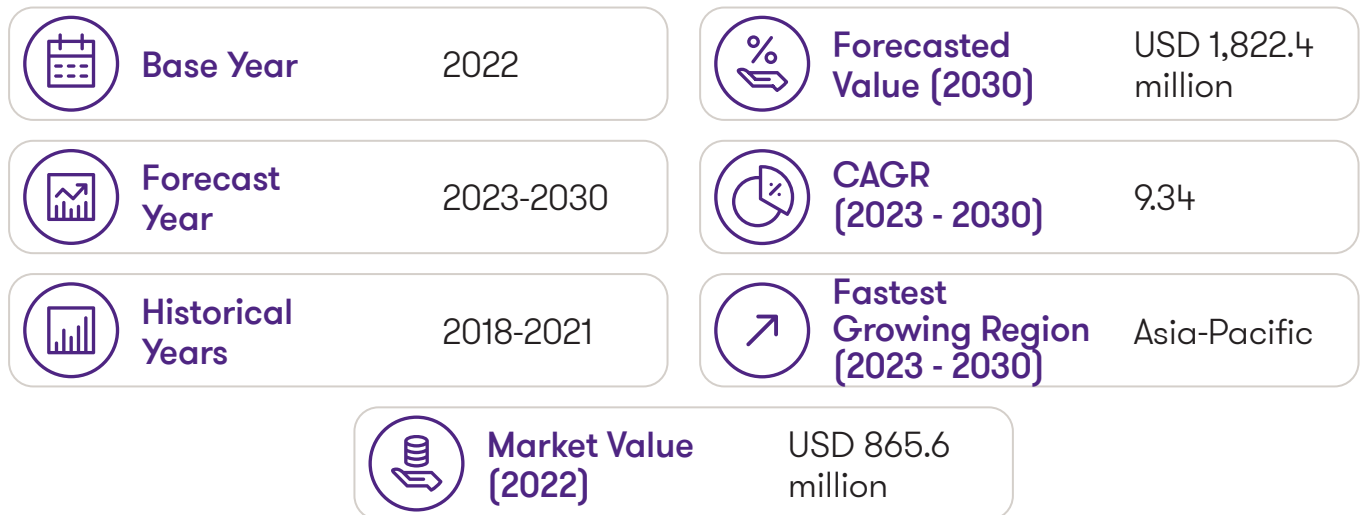 Base Year
2022
Forecasted
Value (2030)
USD 1,822.4
million
Forecast
Year
2023-2030
CAGR
(2023 - 2030)
9.34
Historical
Years
2018-2021
Fastest
Growing Region
(2023 - 2030)
Asia-Pacific
Market Value
(2022)
USD 865.6
million